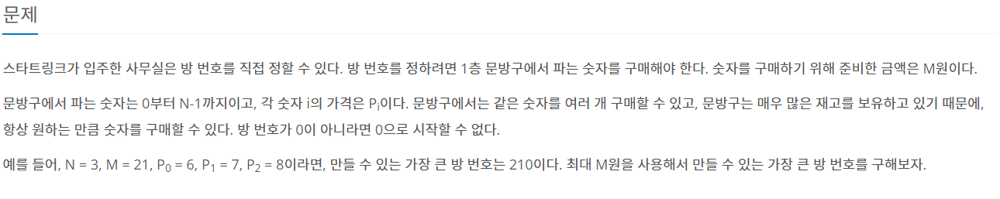 문제
스타트링크가 입주한 사무실은 방 번호를 직접 정할 수 있다. 방 번호를 정하려면 1층 문방구에서 파는 숫자를 구매해야 한다. 숫자를 구매하기 위해 준비한 금액은 M원이다.
문방구에서 파는 숫자는 0부터 N-1까지이고, 각 숫자 i의 가격은 Pi이다. 문방구에서는 같은 숫자를 여러 개 구매할 수 있고, 문방구는 매우 많은 재고를 보유하고 있기 때문에,
항상 원하는 만큼 숫자를 구매할 수 있다. 방 번호가 0이 아니라면 0으로 시작할 수 없다.
예를 들어, N = 3, M = 21, P0 = 6, P1 = 7, P2 = 8이라면, 만들 수 있는 가장 큰 방 번호는 210이다. 최대 M원을 사용해서 만들 수 있는 가장 큰 방 번호를 구해보자.